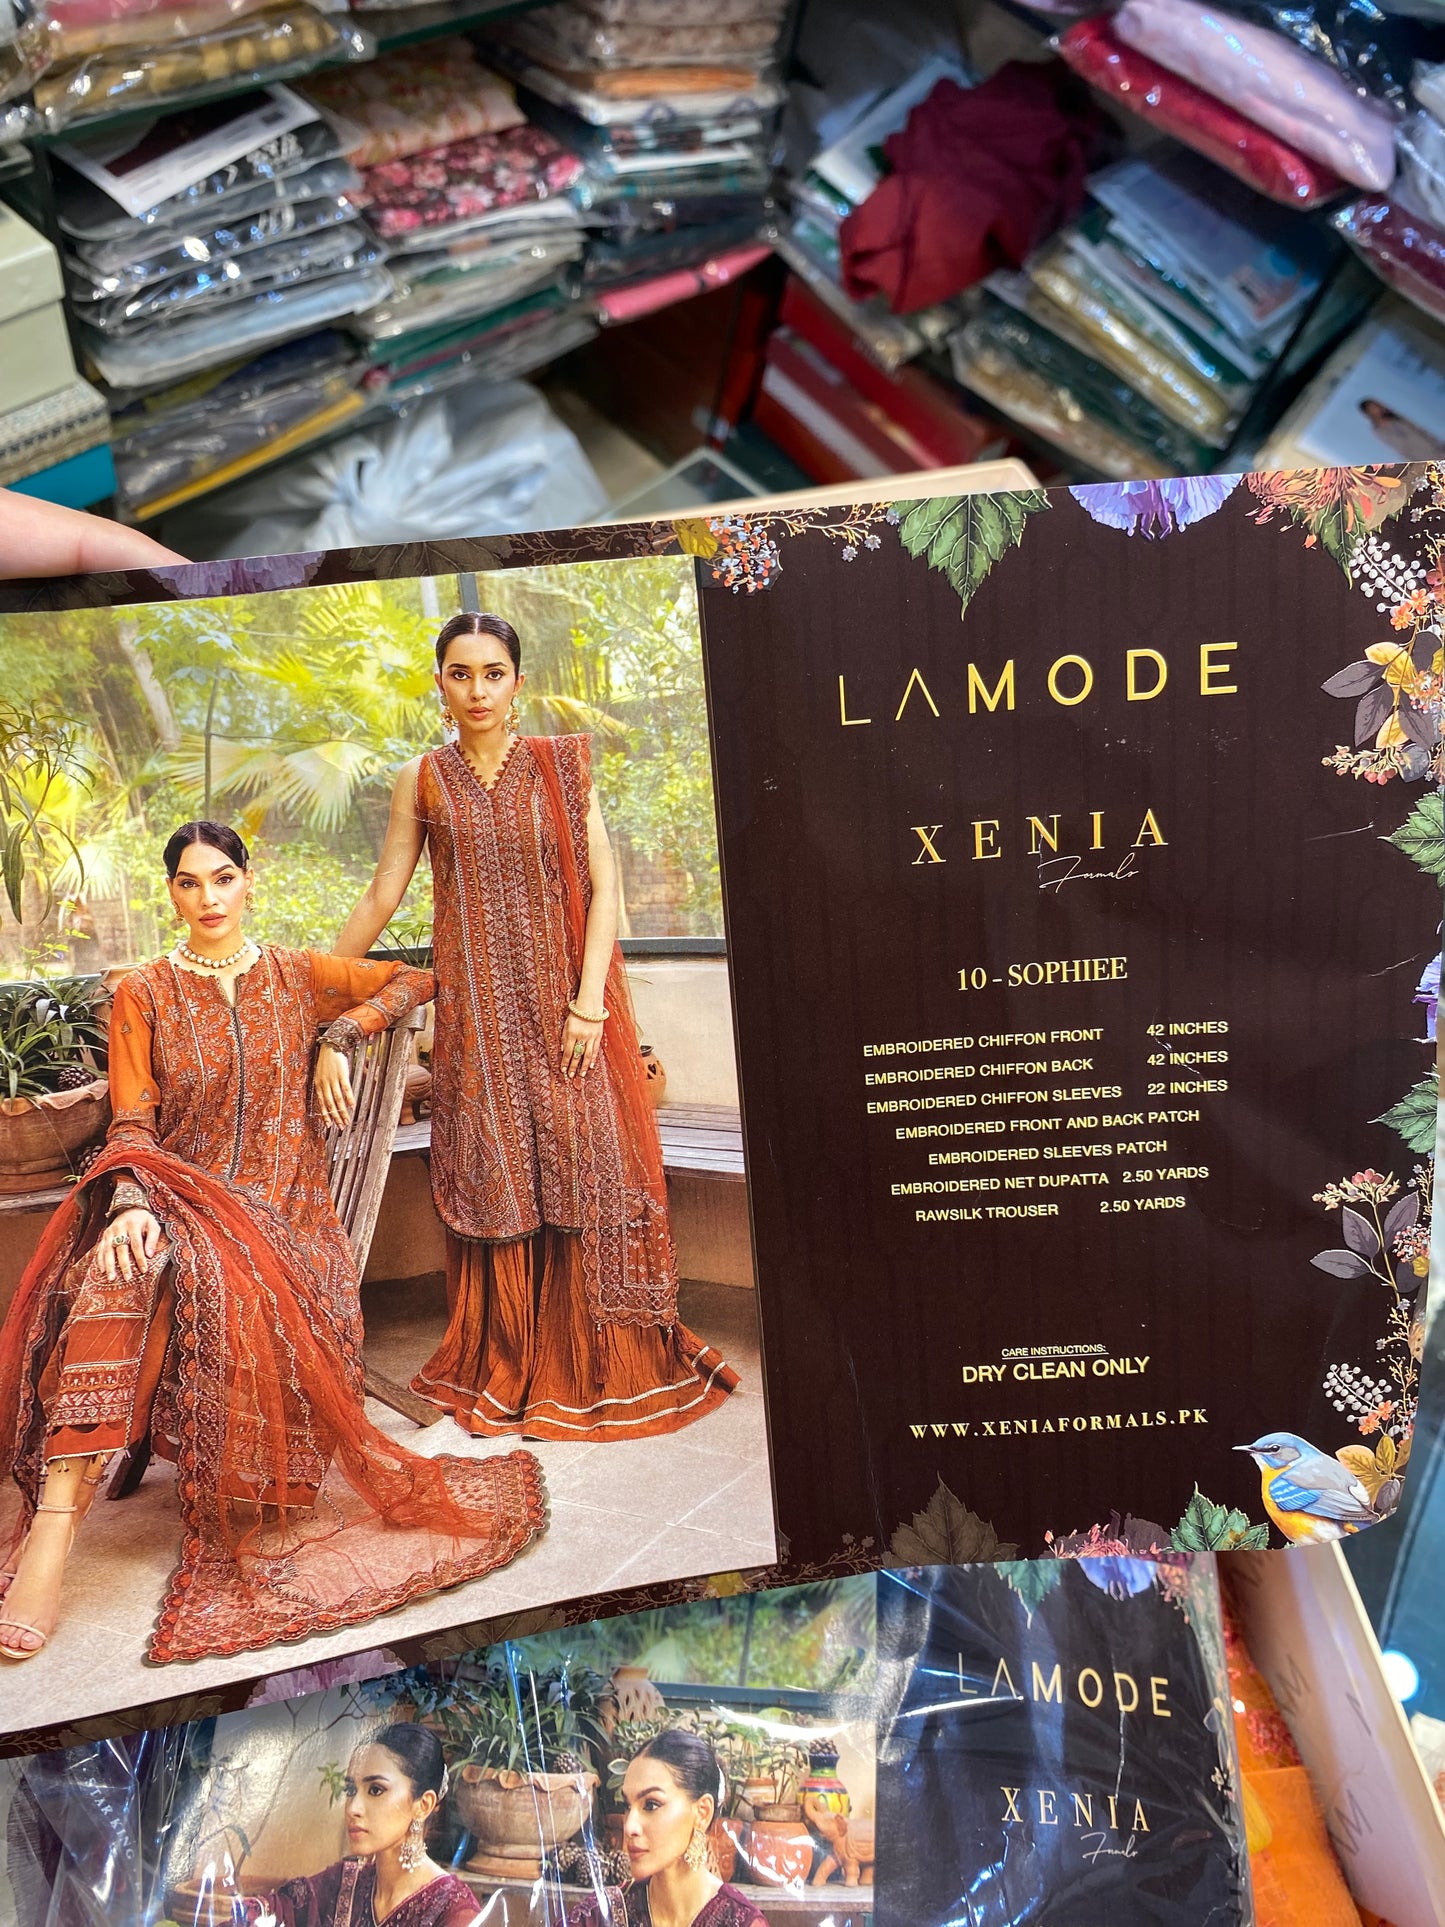 LAMODE
XENIA
Formals
10 - SOPHIEE
EMBROIDERED CHIFFON FRONT 42 INCHES
EMBROIDERED CHIFFON BACK 42 INCHES
EMBROIDERED CHIFFON SLEEVES 22 INCHES
EMBROIDERED FRONT AND BACK PATCH
EMBROIDERED SLEEVES PATCH
EMBROIDERED NET DUPATTA 2.50 YARDS
RAWSILK TROUSER 2.50 YARDS
CARE INSTRUCTIONS:
DRY CLEAN ONLY
WWW.XENIAFORMALS.PK
LAMODE
XENIA
Formals